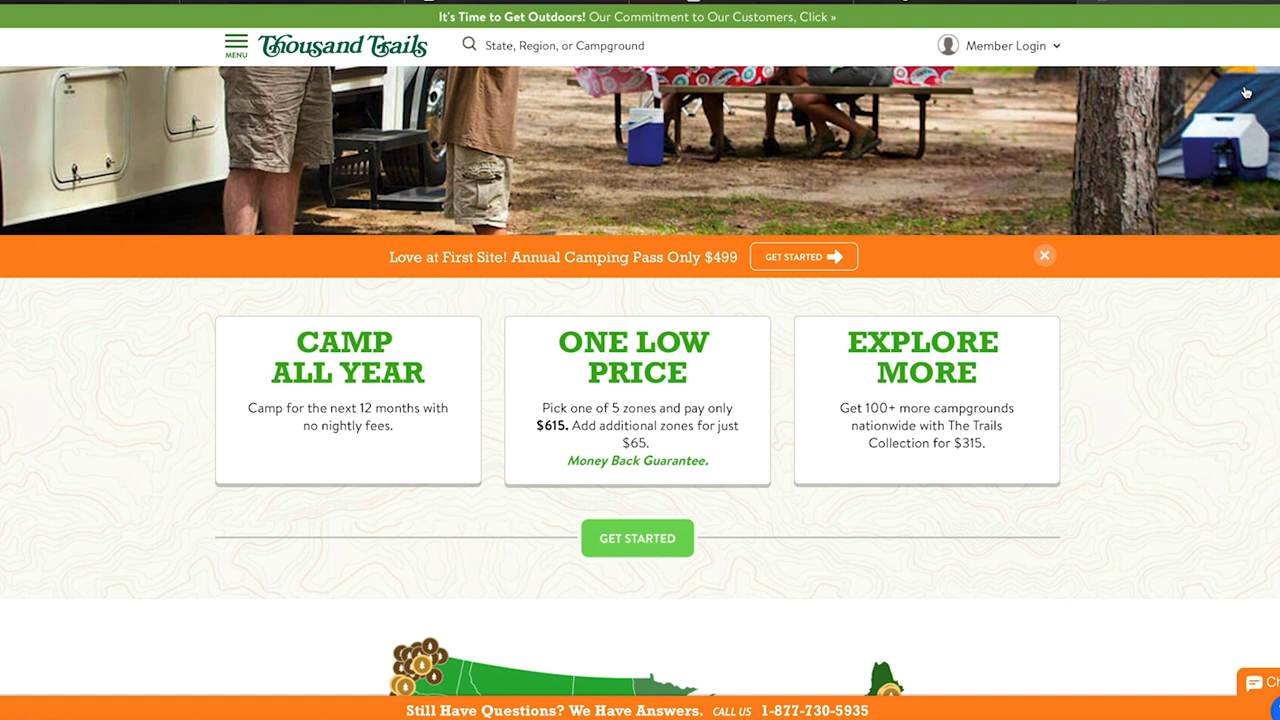 It's Time to Get Outdoors! Our Commitment to Our Customers, Click »
MENU
Thousand Trails
State, Region, or Campground
Member Login
Love at First Site! Annual Camping Pass Only $499
GET STARTED
CAMP
ALL YEAR
Camp for the next 12 months with
no nightly fees.
ONE LOW
PRICE
Pick one of 5 zones and pay only
$615. Add additional zones for just
$65.
Money Back Guarantee.
EXPLORE
MORE
Get 100+ more campgrounds
nationwide with The Trails
Collection for $315.
GET STARTED
Still Have Questions? We Have Answers. CALL US 1-877-730-5935